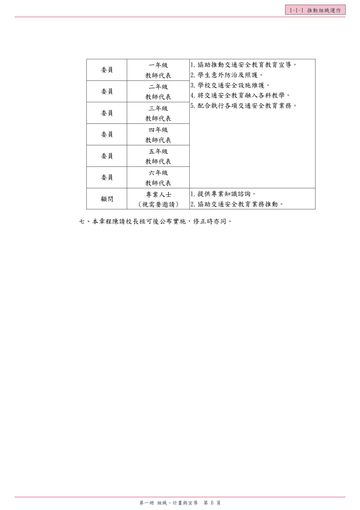 1-1-1 推動組織運作
委員
一年級
教師代表
委員
二年級
教師代表
委員
三年級
教師代表
委員
四年級
教師代表
委員
五年級
教師代表
委員
六年級
教師代表
1. 協助推動交通安全教育教育宣導。
2. 學生意外防治及照護。
3. 學校交通安全設施維護。
4. 將交通安全教育融入各科教學。
5. 配合執行各項交通安全教育業務。
顧問
專業人士
(視需要邀請)
1. 提供專業知識諮詢。
2. 協助交通安全教育業務推動。
七、本章程陳請校長核可後公布實施，修正時亦同。
第一冊 組織、計畫與宣導 第 6 頁